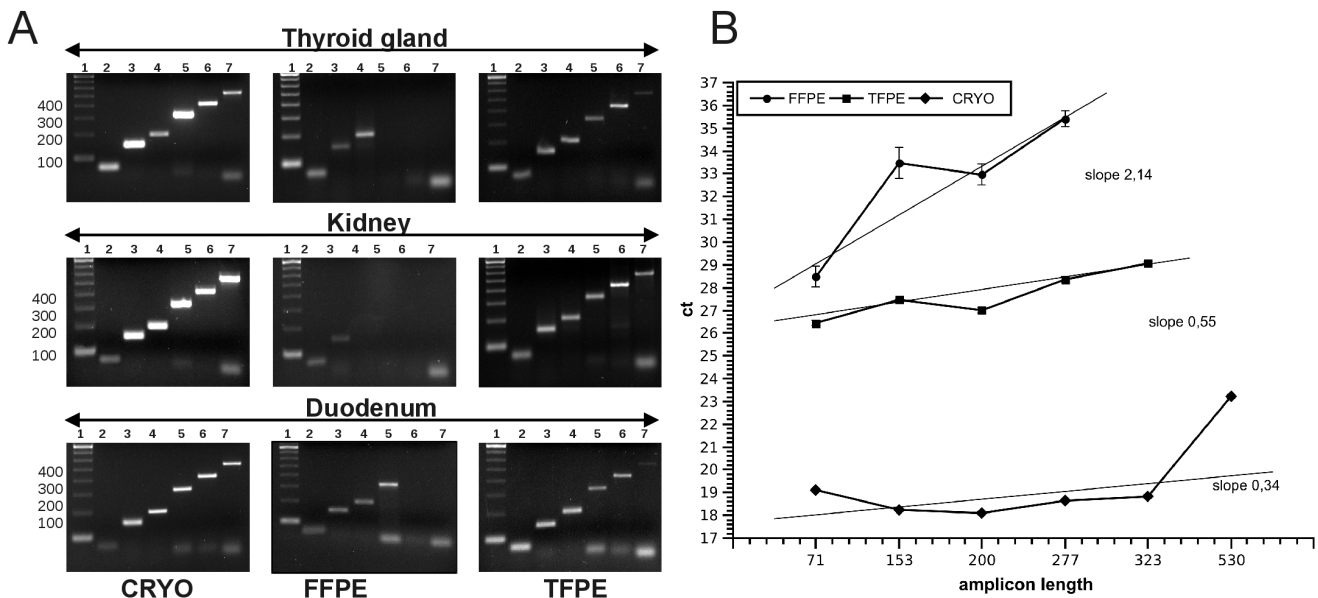 A
Thyroid gland
1 2 3 4 5 6 7 1 2 3 4 5 6 7 1 2 3 4 5 6 7
400
300
200
100
Kidney
1 2 3 4 5 6 7 1 2 3 4 5 6 7 1 2 3 4 5 6 7
400
300
200
100
Duodenum
1 2 3 4 5 6 7 1 2 3 4 5 6 7 1 2 3 4 5 6 7
400
300
200
100
CRYO FFPE TFPE
B
37
36
35
34
33
32
31
30
29
28
27
26
25
24
23
22
21
20
19
18
17
ct
FFPE TFPE CRYO
slope 2,14
slope 0,55
slope 0,34
71 153 200 277 323 530
amplicon length